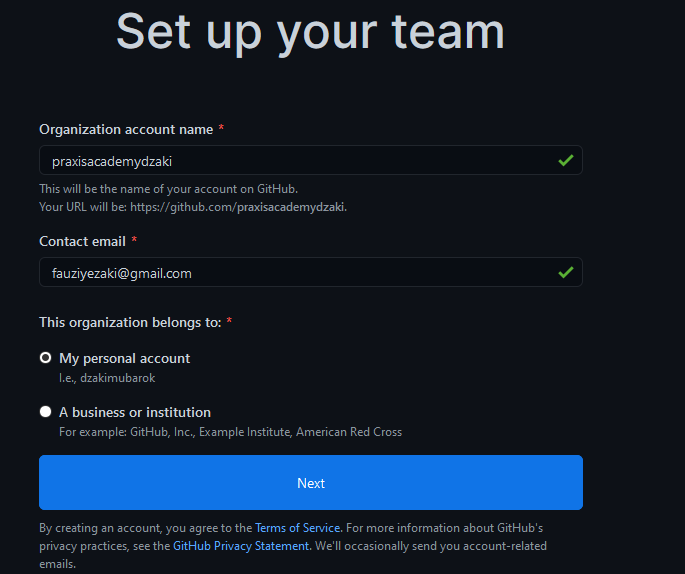 Set up your team
Organization account name *
praxisacademydzaki
This will be the name of your account on GitHub.
Your URL will be: https://github.com/praxisacademydzaki.
Contact email *
fauziyezaki@gmail.com
This organization belongs to: *
My personal account
I.e., dzakimubarok
A business or institution
For example: GitHub, Inc., Example Institute, American Red Cross
Next
By creating an account, you agree to the Terms of Service. For more information about GitHub's
privacy practices, see the GitHub Privacy Statement. We'll occasionally send you account-related
emails.